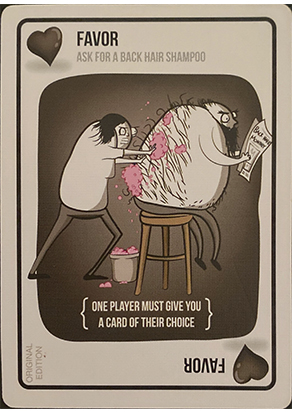 FAVOR
ASK FOR A BACK HAIR SHAMPOO
{ ONE PLAYER MUST GIVE YOU
A CARD OF THEIR CHOICE }
ORIGINAL
EDITION
FAVOR